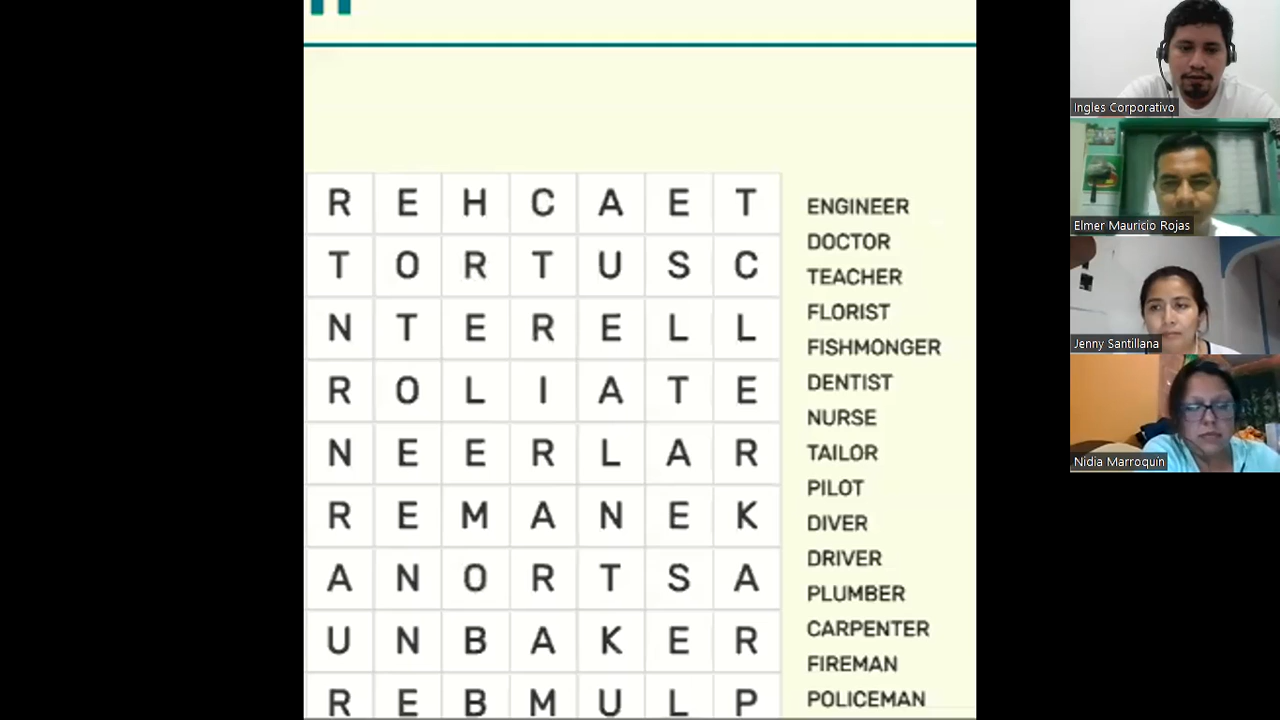 R E H C A E T
T O R T U S C
N T E R E L L
R O L I A T E
N E E R L A R
R E M A N E K
A N O R T S A
U N B A K E R
R E B M U L P
ENGINEER
DOCTOR
TEACHER
FLORIST
FISHMONGER
DENTIST
NURSE
TAILOR
PILOT
DIVER
DRIVER
PLUMBER
CARPENTER
FIREMAN
POLICEMAN
Ingles Corporativo
Elmer Mauricio Rojas
Jenny Santillana
Nidia Marroquín